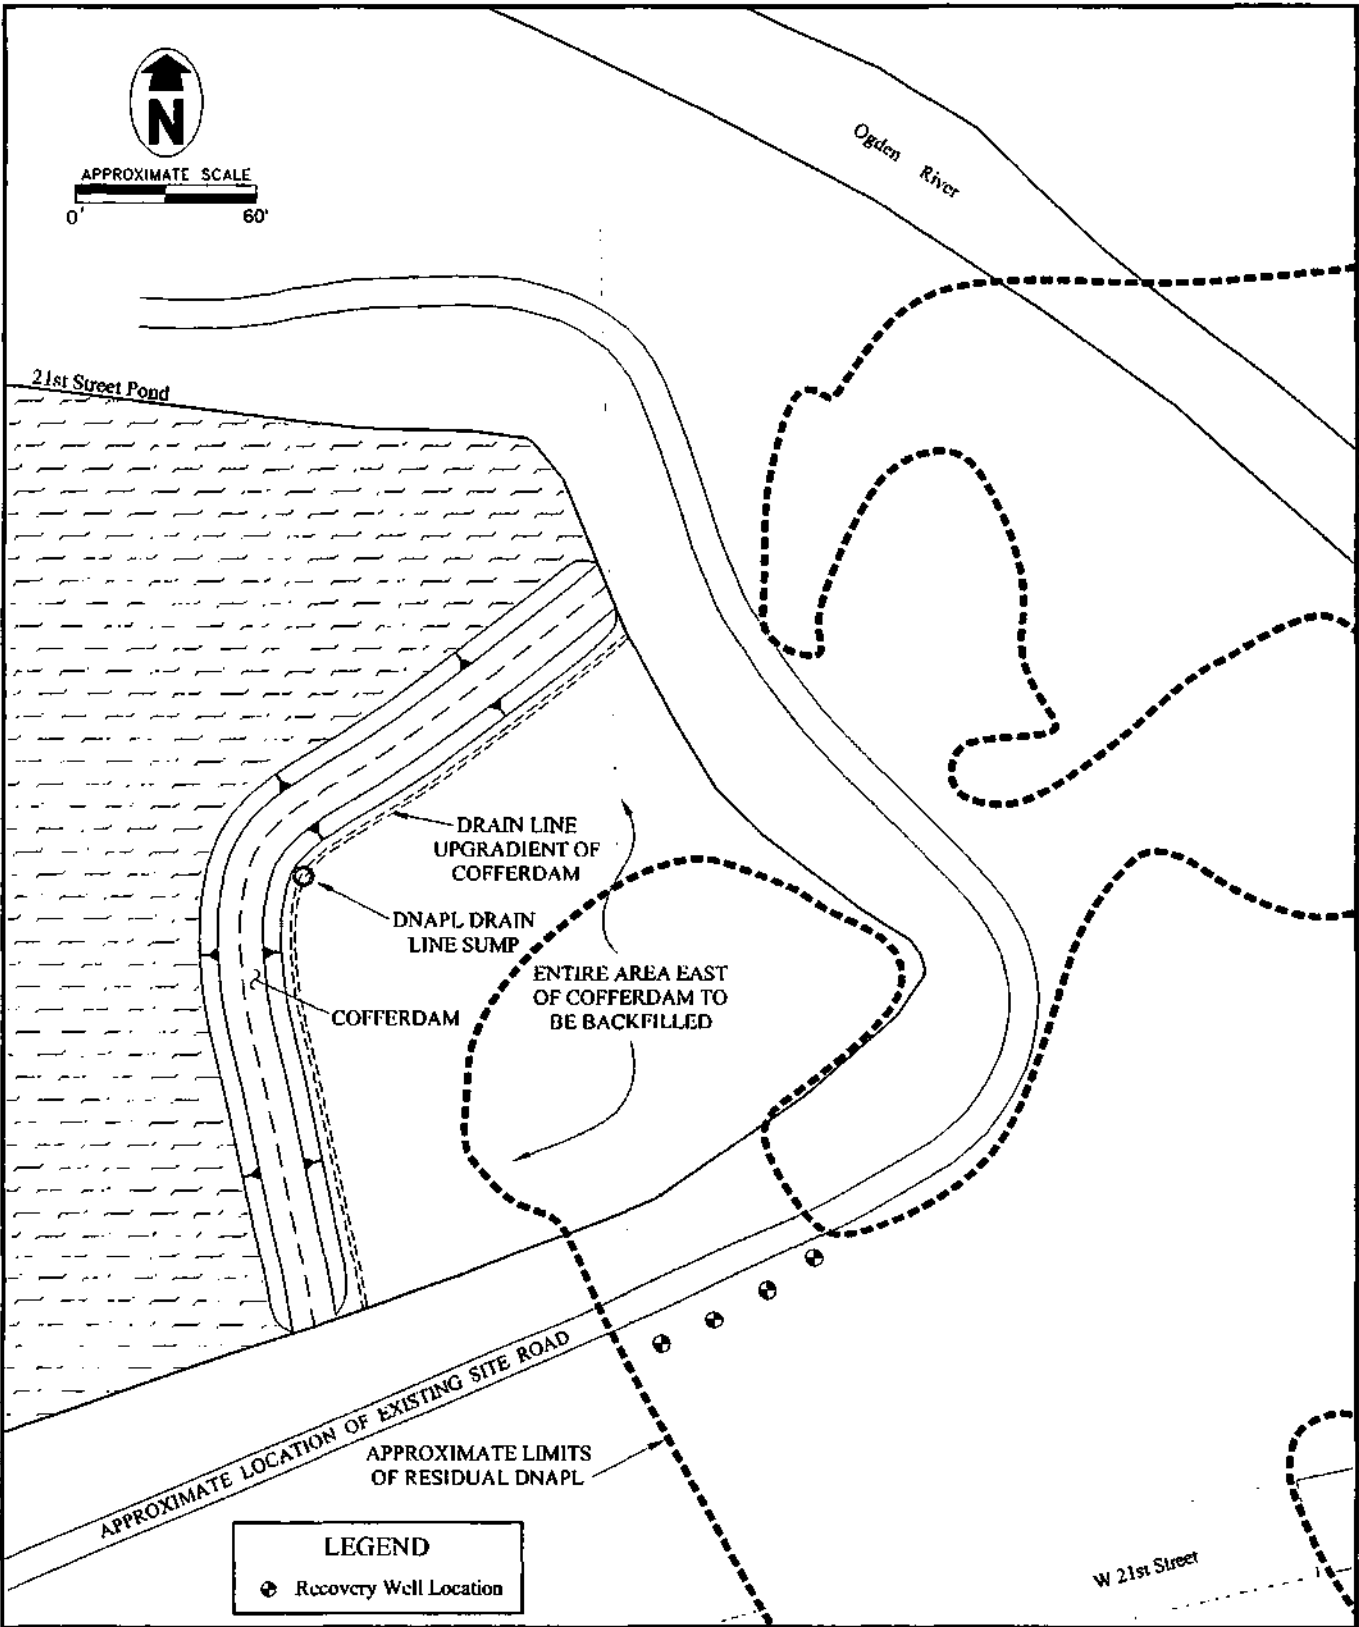 N
APPROXIMATE SCALE
0'
60'
Ogden River
21st Street Pond
DRAIN LINE
UPGRADIENT OF
COFFERDAM
DNAPL DRAIN
LINE SUMP
ENTIRE AREA EAST
OF COFFERDAM TO
BE BACKFILLED
COFFERDAM
APPROXIMATE LOCATION OF EXISTING SITE ROAD
APPROXIMATE LIMITS
OF RESIDUAL DNAPL
LEGEND
Recovery Well Location
W 21st Street